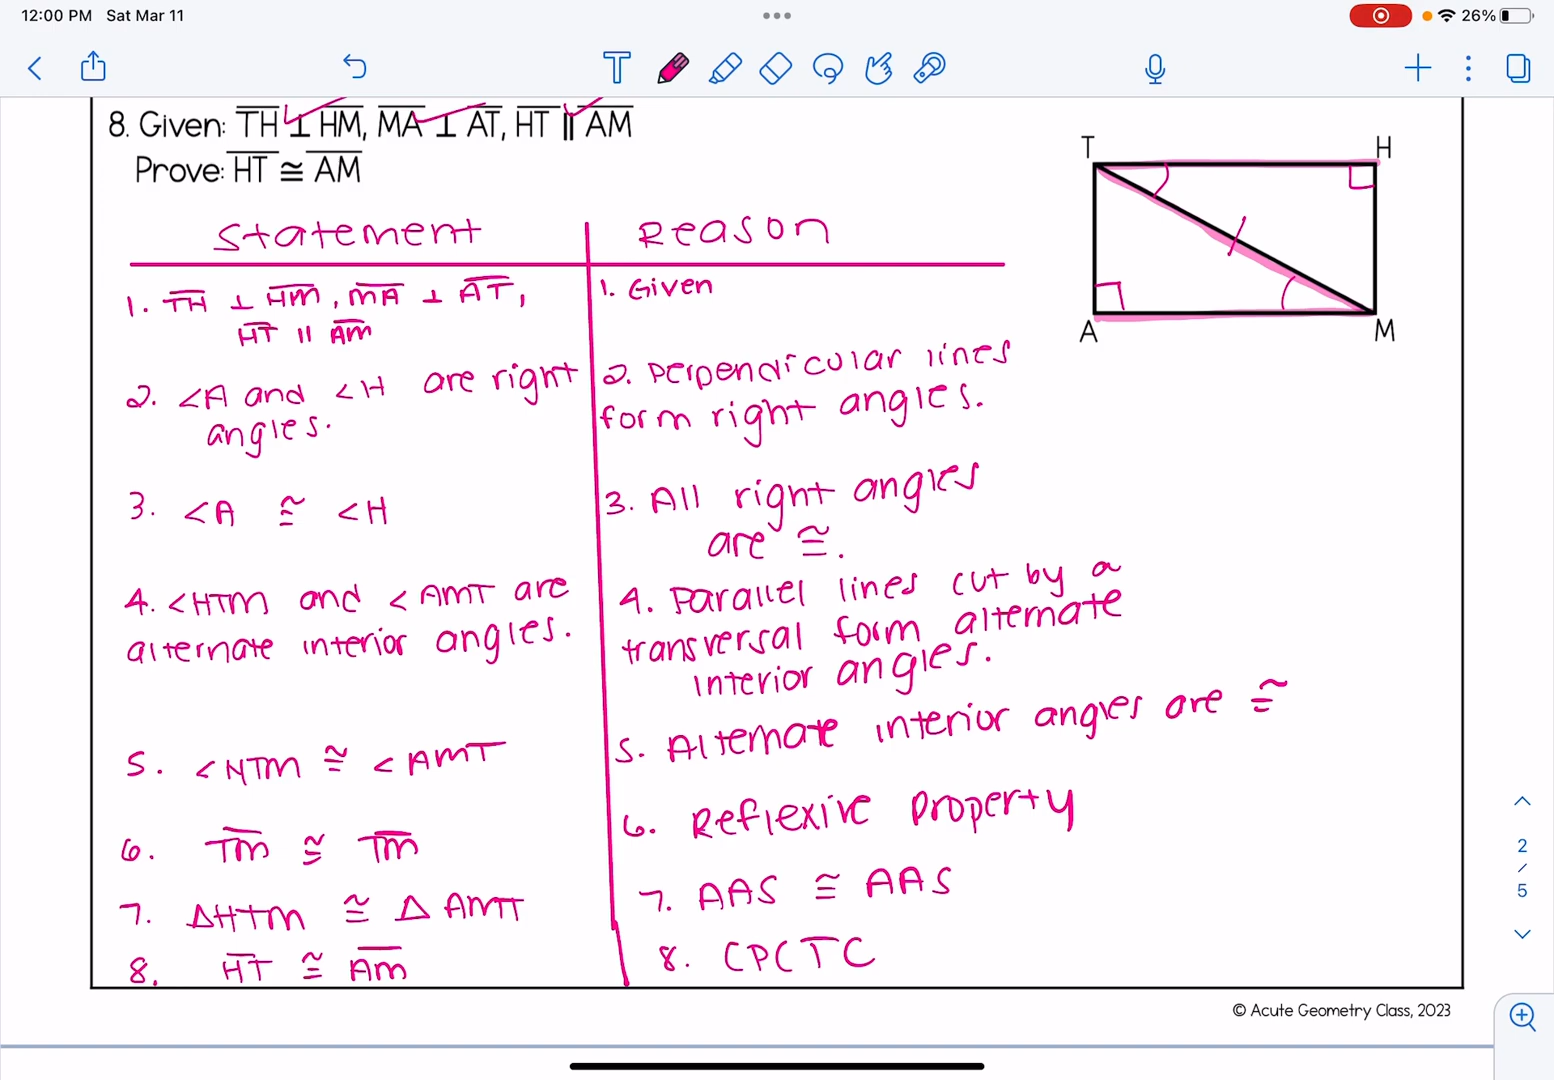 12:00 PM Sat Mar 11
26%
8. Given: TH ⊥ HM, MA ⊥ AT, HT ∥ AM
Prove: HT ≅ AM
T
H
A
M
Statement
Reason
1. TH ⊥ HM, MA ⊥ AT,
HT ∥ AM
1. Given
2. <A and <H are right
angles.
2. Perpendicular lines
form right angles.
3. <A ≅ <H
3. All right angles
are ≅.
4. <HTM and <AMT are
alternate interior angles.
4. Parallel lines cut by a
transversal form alternate
interior angles.
5. <HTM ≅ <AMT
5. Alternate interior angles are ≅
6. TM ≅ TM
6. Reflexive Property
7. △HTM ≅ △AMT
7. AAS ≅ AAS
8. HT ≅ AM
8. CPCTC
2
/
5
© Acute Geometry Class, 2023